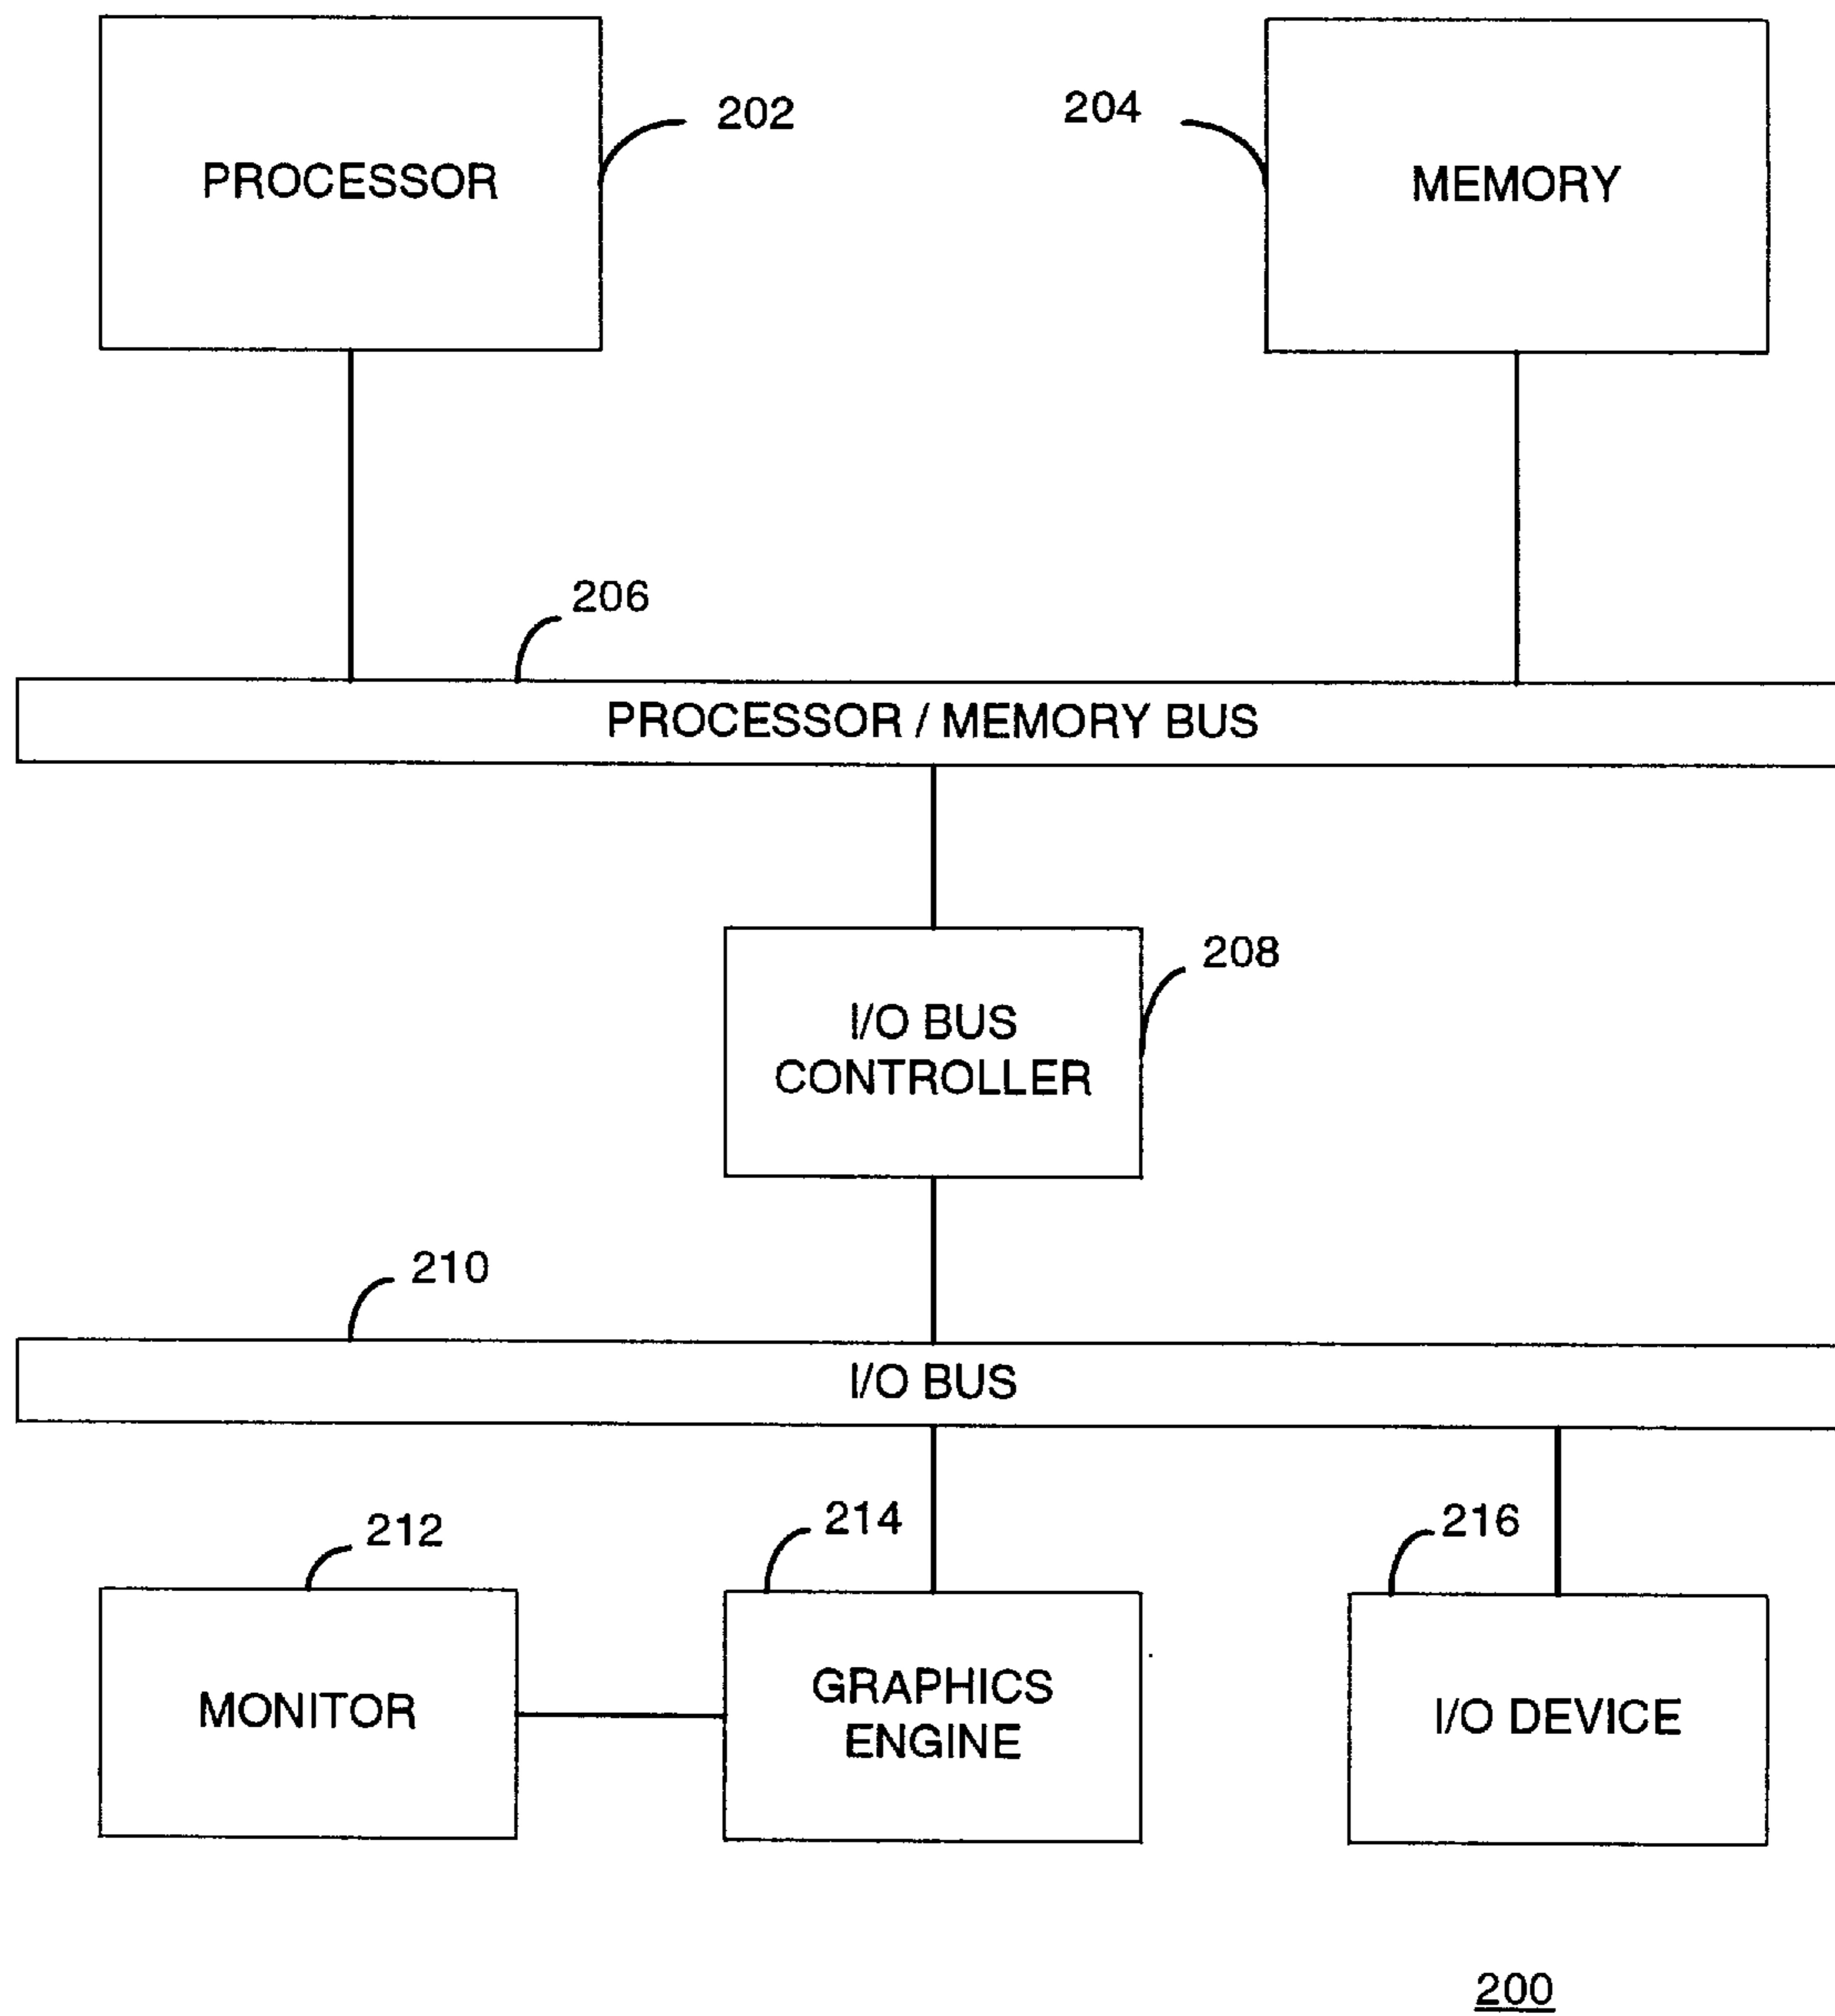 202
204
PROCESSOR
MEMORY
206
PROCESSOR / MEMORY BUS
208
I/O BUS
CONTROLLER
210
I/O BUS
212
214
216
MONITOR
GRAPHICS
ENGINE
I/O DEVICE
200